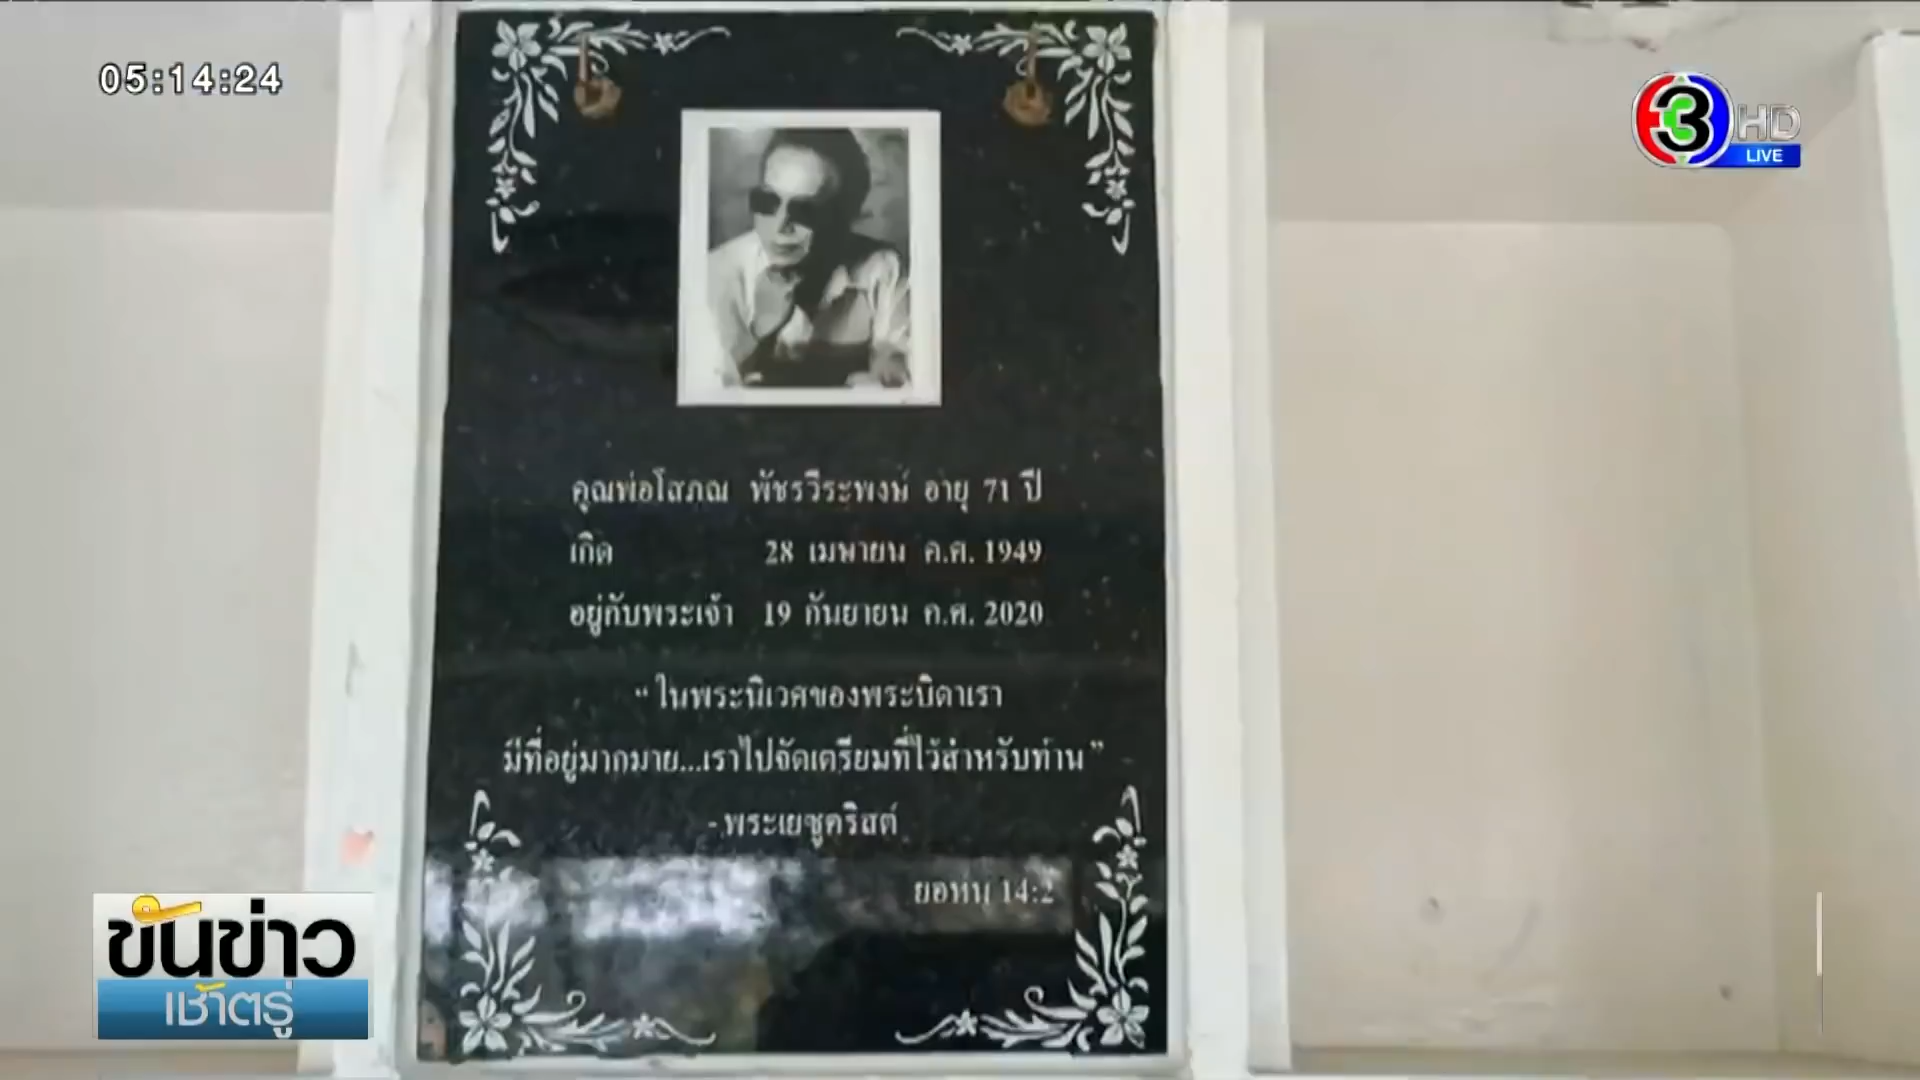 05:14:24
3 HD
LIVE
คุณพ่อโสภณ พัชรวีระพงษ์ อายุ 71 ปี
เกิด 28 เมษายน ค.ศ. 1949
อยู่กับพระเจ้า 19 กันยายน ค.ศ. 2020
“ ในพระนิเวศของพระบิดาเรา
มีที่อยู่มากมาย...เราไปจัดเตรียมที่ไว้สำหรับท่าน ”
- พระเยซูคริสต์
ยอห์น 14:2
ขันข่าว
เช้าตรู่